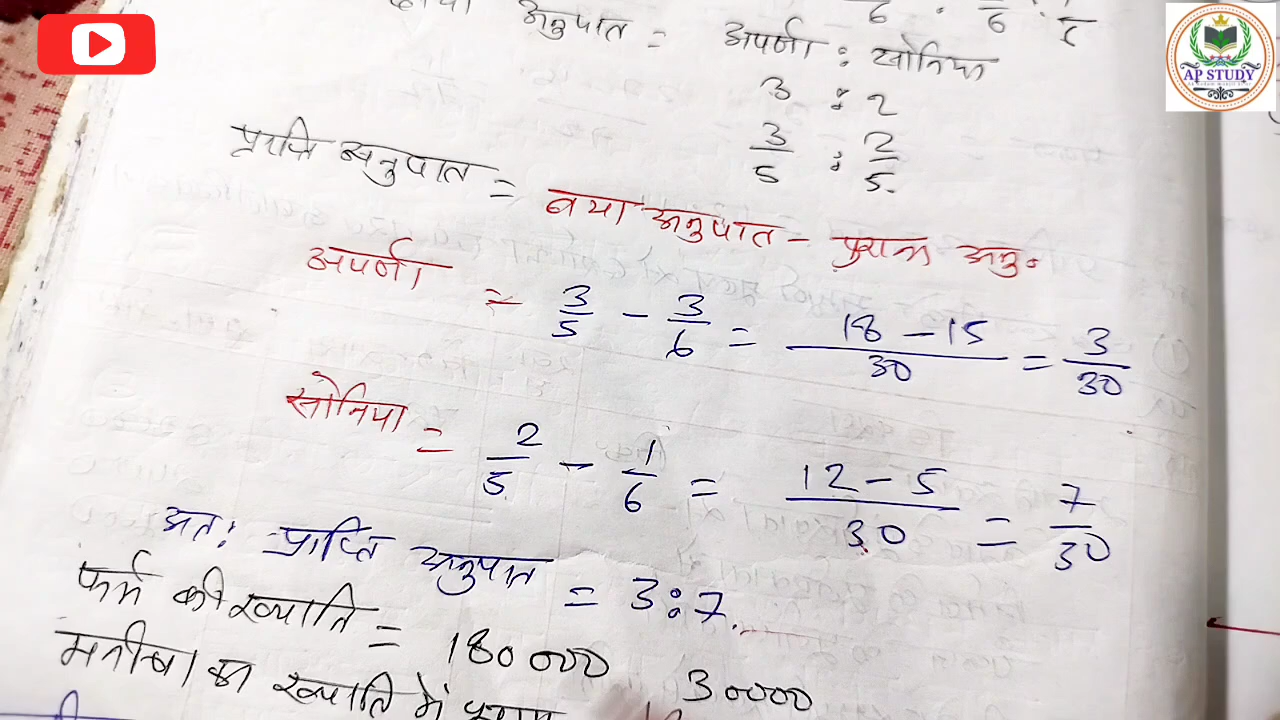 अनुपात = अपर्णा : सोनिया
3 : 2
3/5 : 2/5
AP STUDY
प्राप्ति अनुपात = नया अनुपात - पुराना अनु॰
अपर्णा = 3/5 - 3/6 = 18 - 15/30 = 3/30
सोनिया = 2/5 - 1/6 = 12 - 5/30 = 7/30
अतः प्राप्ति अनुपात = 3:7.
फर्म की ख्याति = 180000
मनीषा का ख्याति में 30000